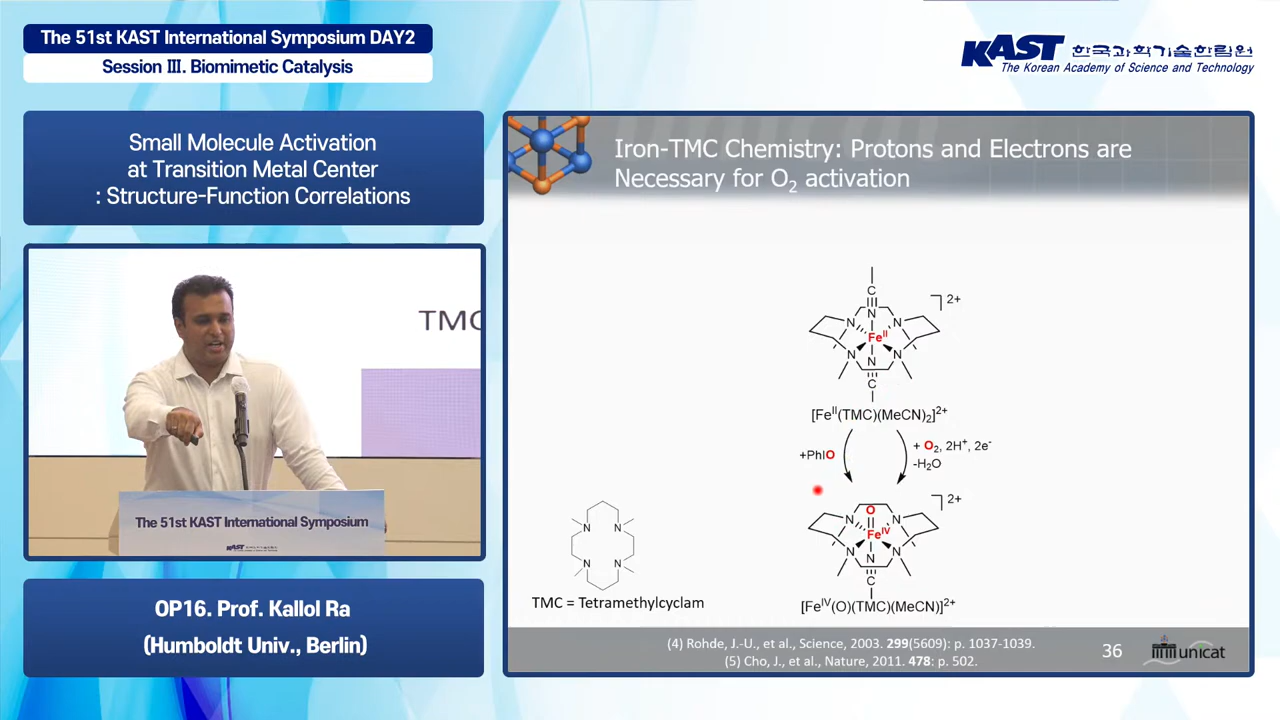 The 51st KAST International Symposium DAY2
Session Ⅲ. Biomimetic Catalysis
KAST 한국과학기술한림원
The Korean Academy of Science and Technology
Small Molecule Activation
at Transition Metal Center
: Structure-Function Correlations
TMC
The 51st KAST International Symposium
KAST
OP16. Prof. Kallol Ra
(Humboldt Univ., Berlin)
Iron-TMC Chemistry: Protons and Electrons are
Necessary for O₂ activation
C
N
N N
Fe^II
N N
N
C
]2+
[Fe^II(TMC)(MeCN)₂]²⁺
+PhIO
+ O₂, 2H⁺, 2e⁻
-H₂O
O
N N
Fe^IV
N N
N
C
]2+
[Fe^IV(O)(TMC)(MeCN)]²⁺
N N
N N
TMC = Tetramethylcyclam
(4) Rohde, J.-U., et al., Science, 2003. 299(5609): p. 1037-1039.
(5) Cho, J., et al., Nature, 2011. 478: p. 502.
36
unicat